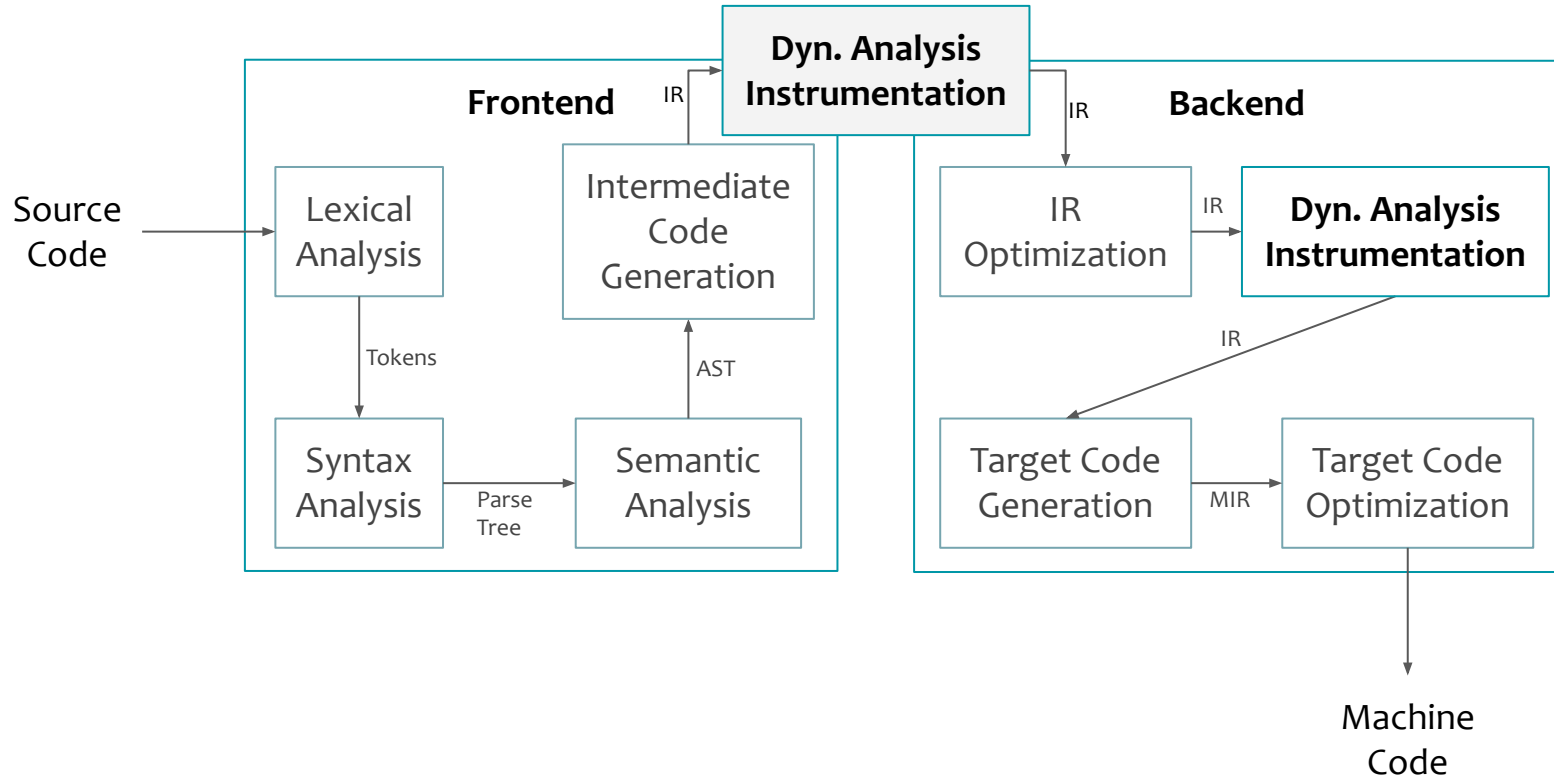 Dyn. Analysis
Instrumentation
Frontend
IR
IR
Backend
Source
Code
Lexical
Analysis
Intermediate
Code
Generation
IR
Optimization
IR
Dyn. Analysis
Instrumentation
Tokens
AST
IR
Syntax
Analysis
Parse
Tree
Semantic
Analysis
Target Code
Generation
MIR
Target Code
Optimization
Machine
Code